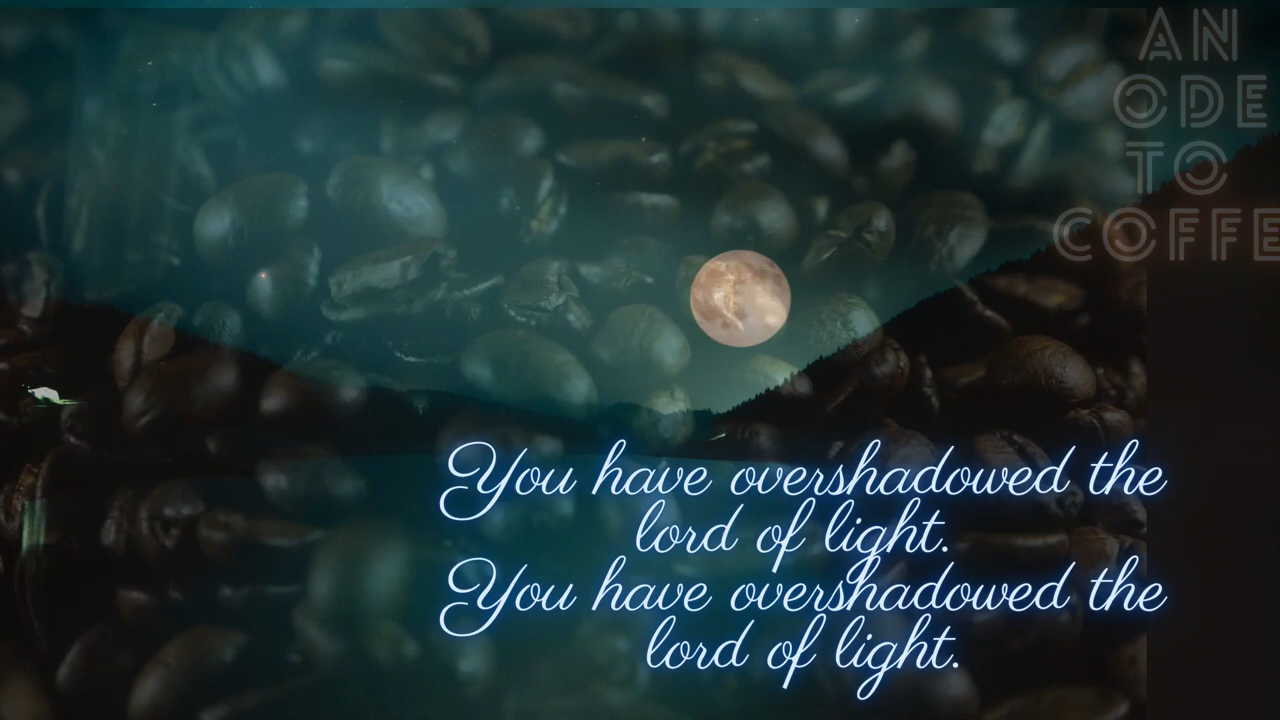 AN
ODE
TO
COFFE
You have overshadowed the
lord of light.
You have overshadowed the
lord of light.